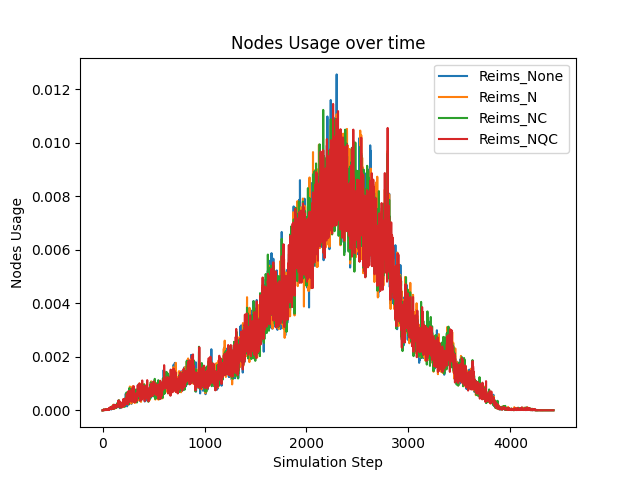 Nodes Usage over time
Reims_None
Reims_N
Reims_NC
Reims_NQC
Nodes Usage
0.012
0.010
0.008
0.006
0.004
0.002
0.000
0 1000 2000 3000 4000
Simulation Step